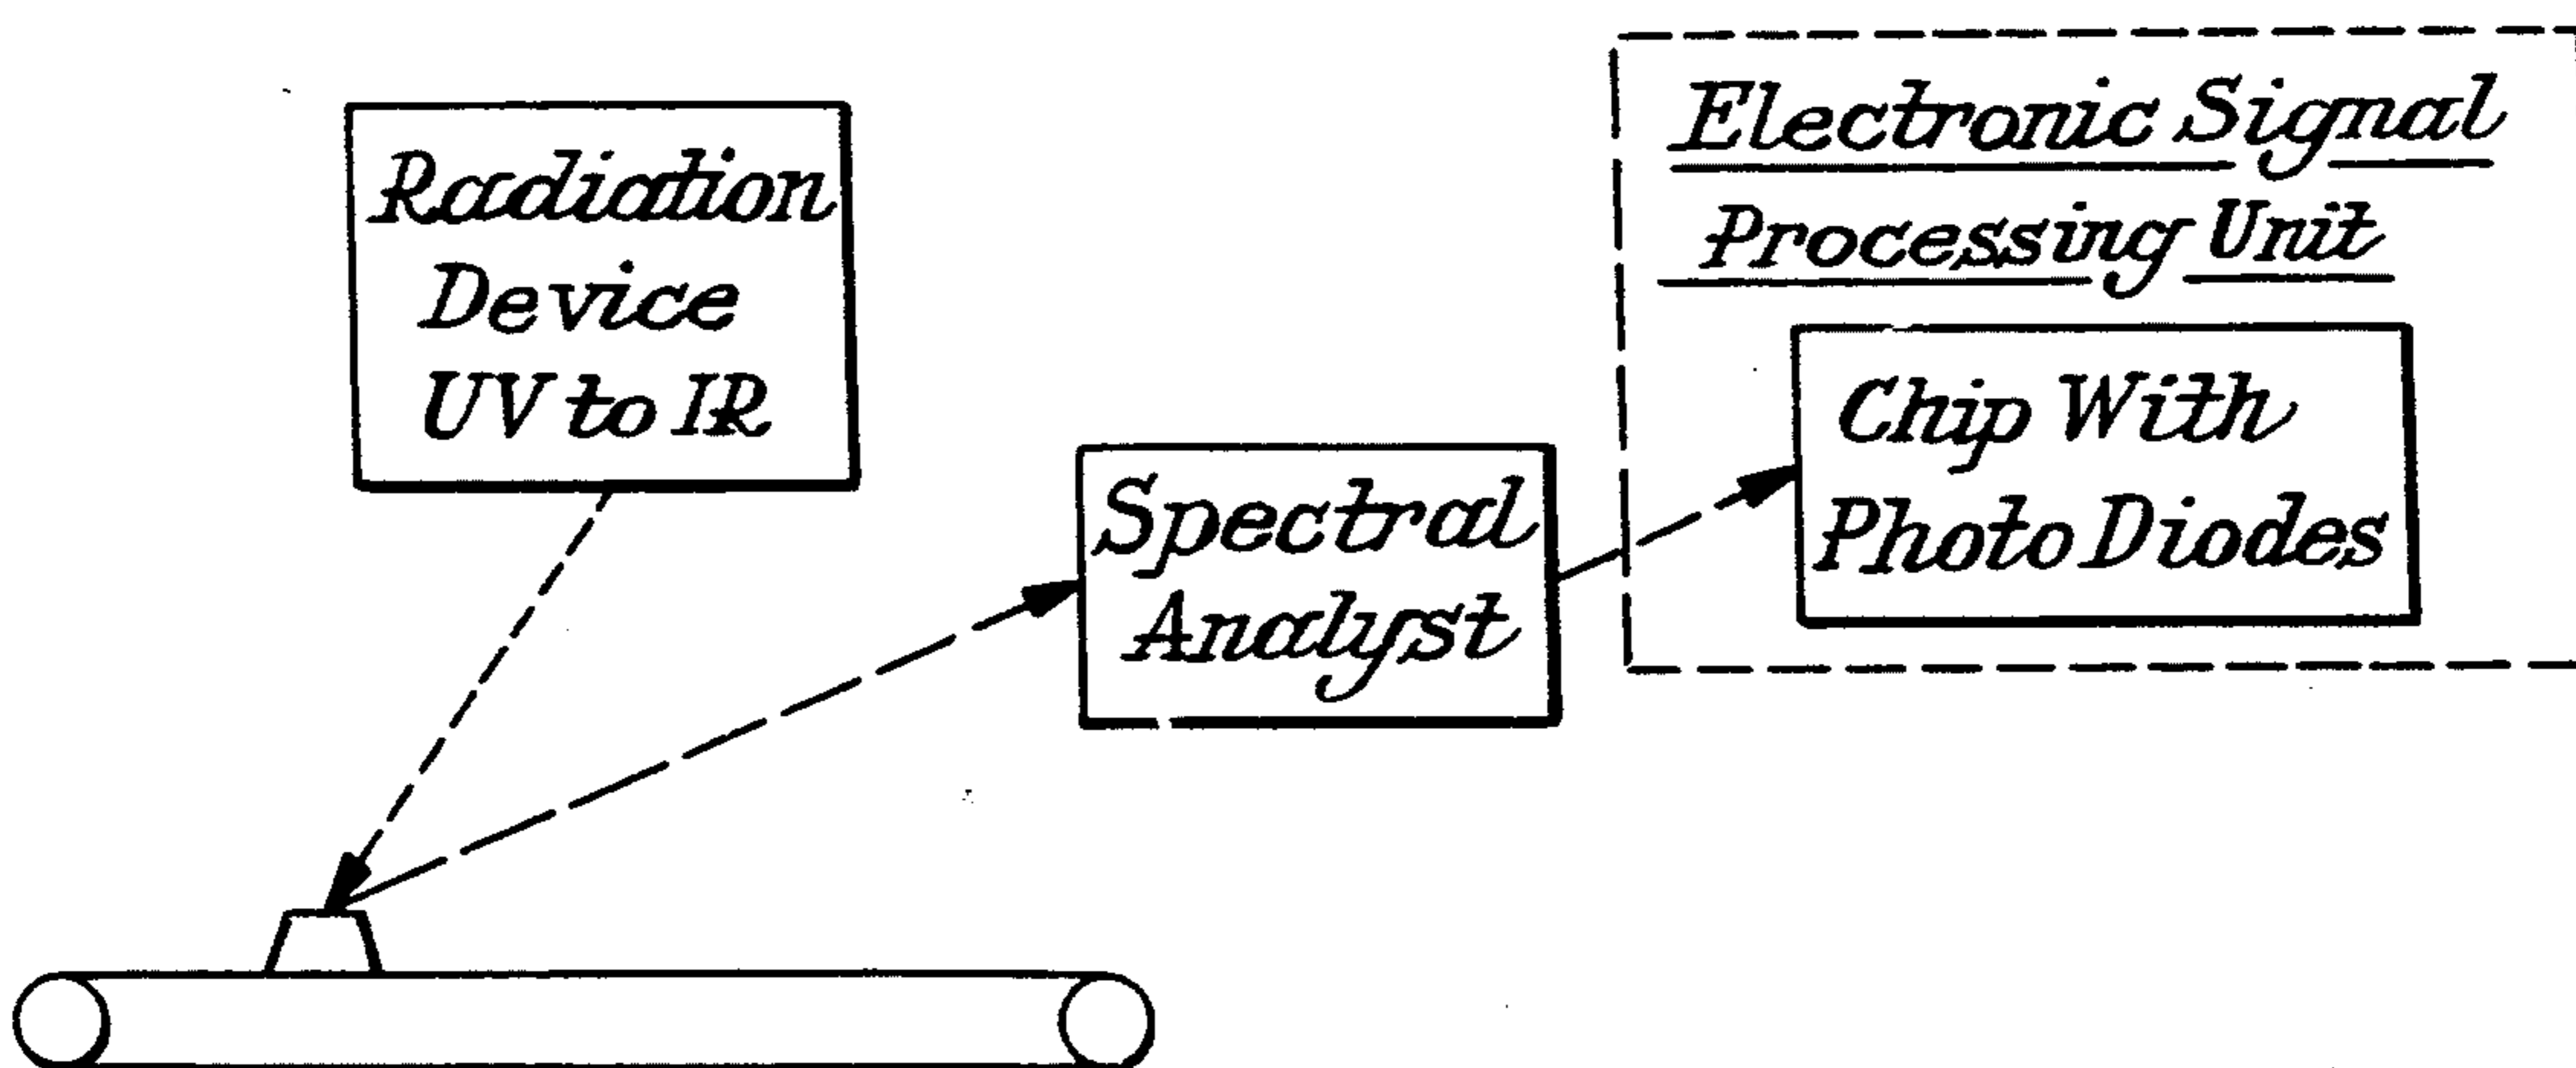 Radiation
Device
UV to IR
Spectral
Analyst
Electronic Signal
Processing Unit
Chip With
Photo Diodes